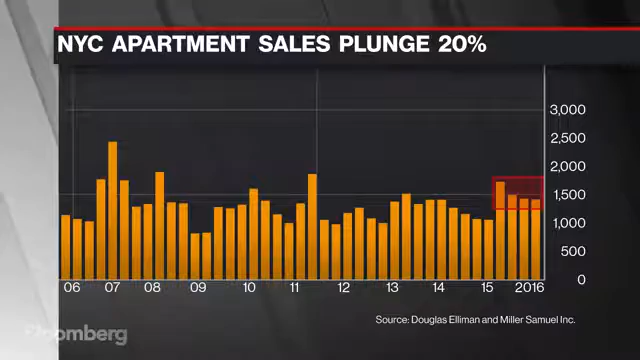 NYC APARTMENT SALES PLUNGE 20%
3,000
2,500
2,000
1,500
1,000
500
0
06 07 08 09 10 11 12 13 14 15 2016
Source: Douglas Elliman and Miller Samuel Inc.
Bloomberg